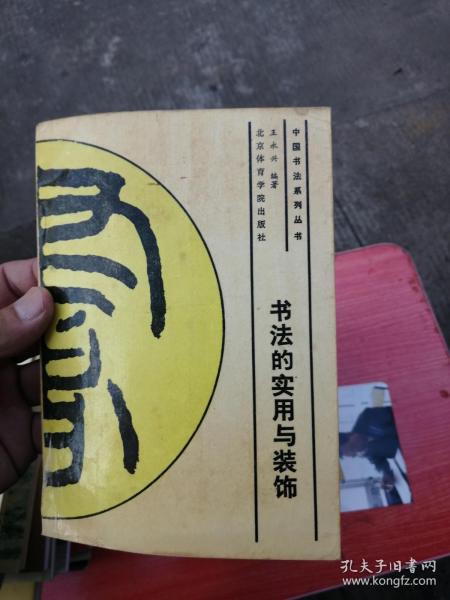 中国书法系列丛书
王永兴 编著
北京体育学院出版社
书法的实用与装饰
孔夫子旧书网
www.kongfz.com